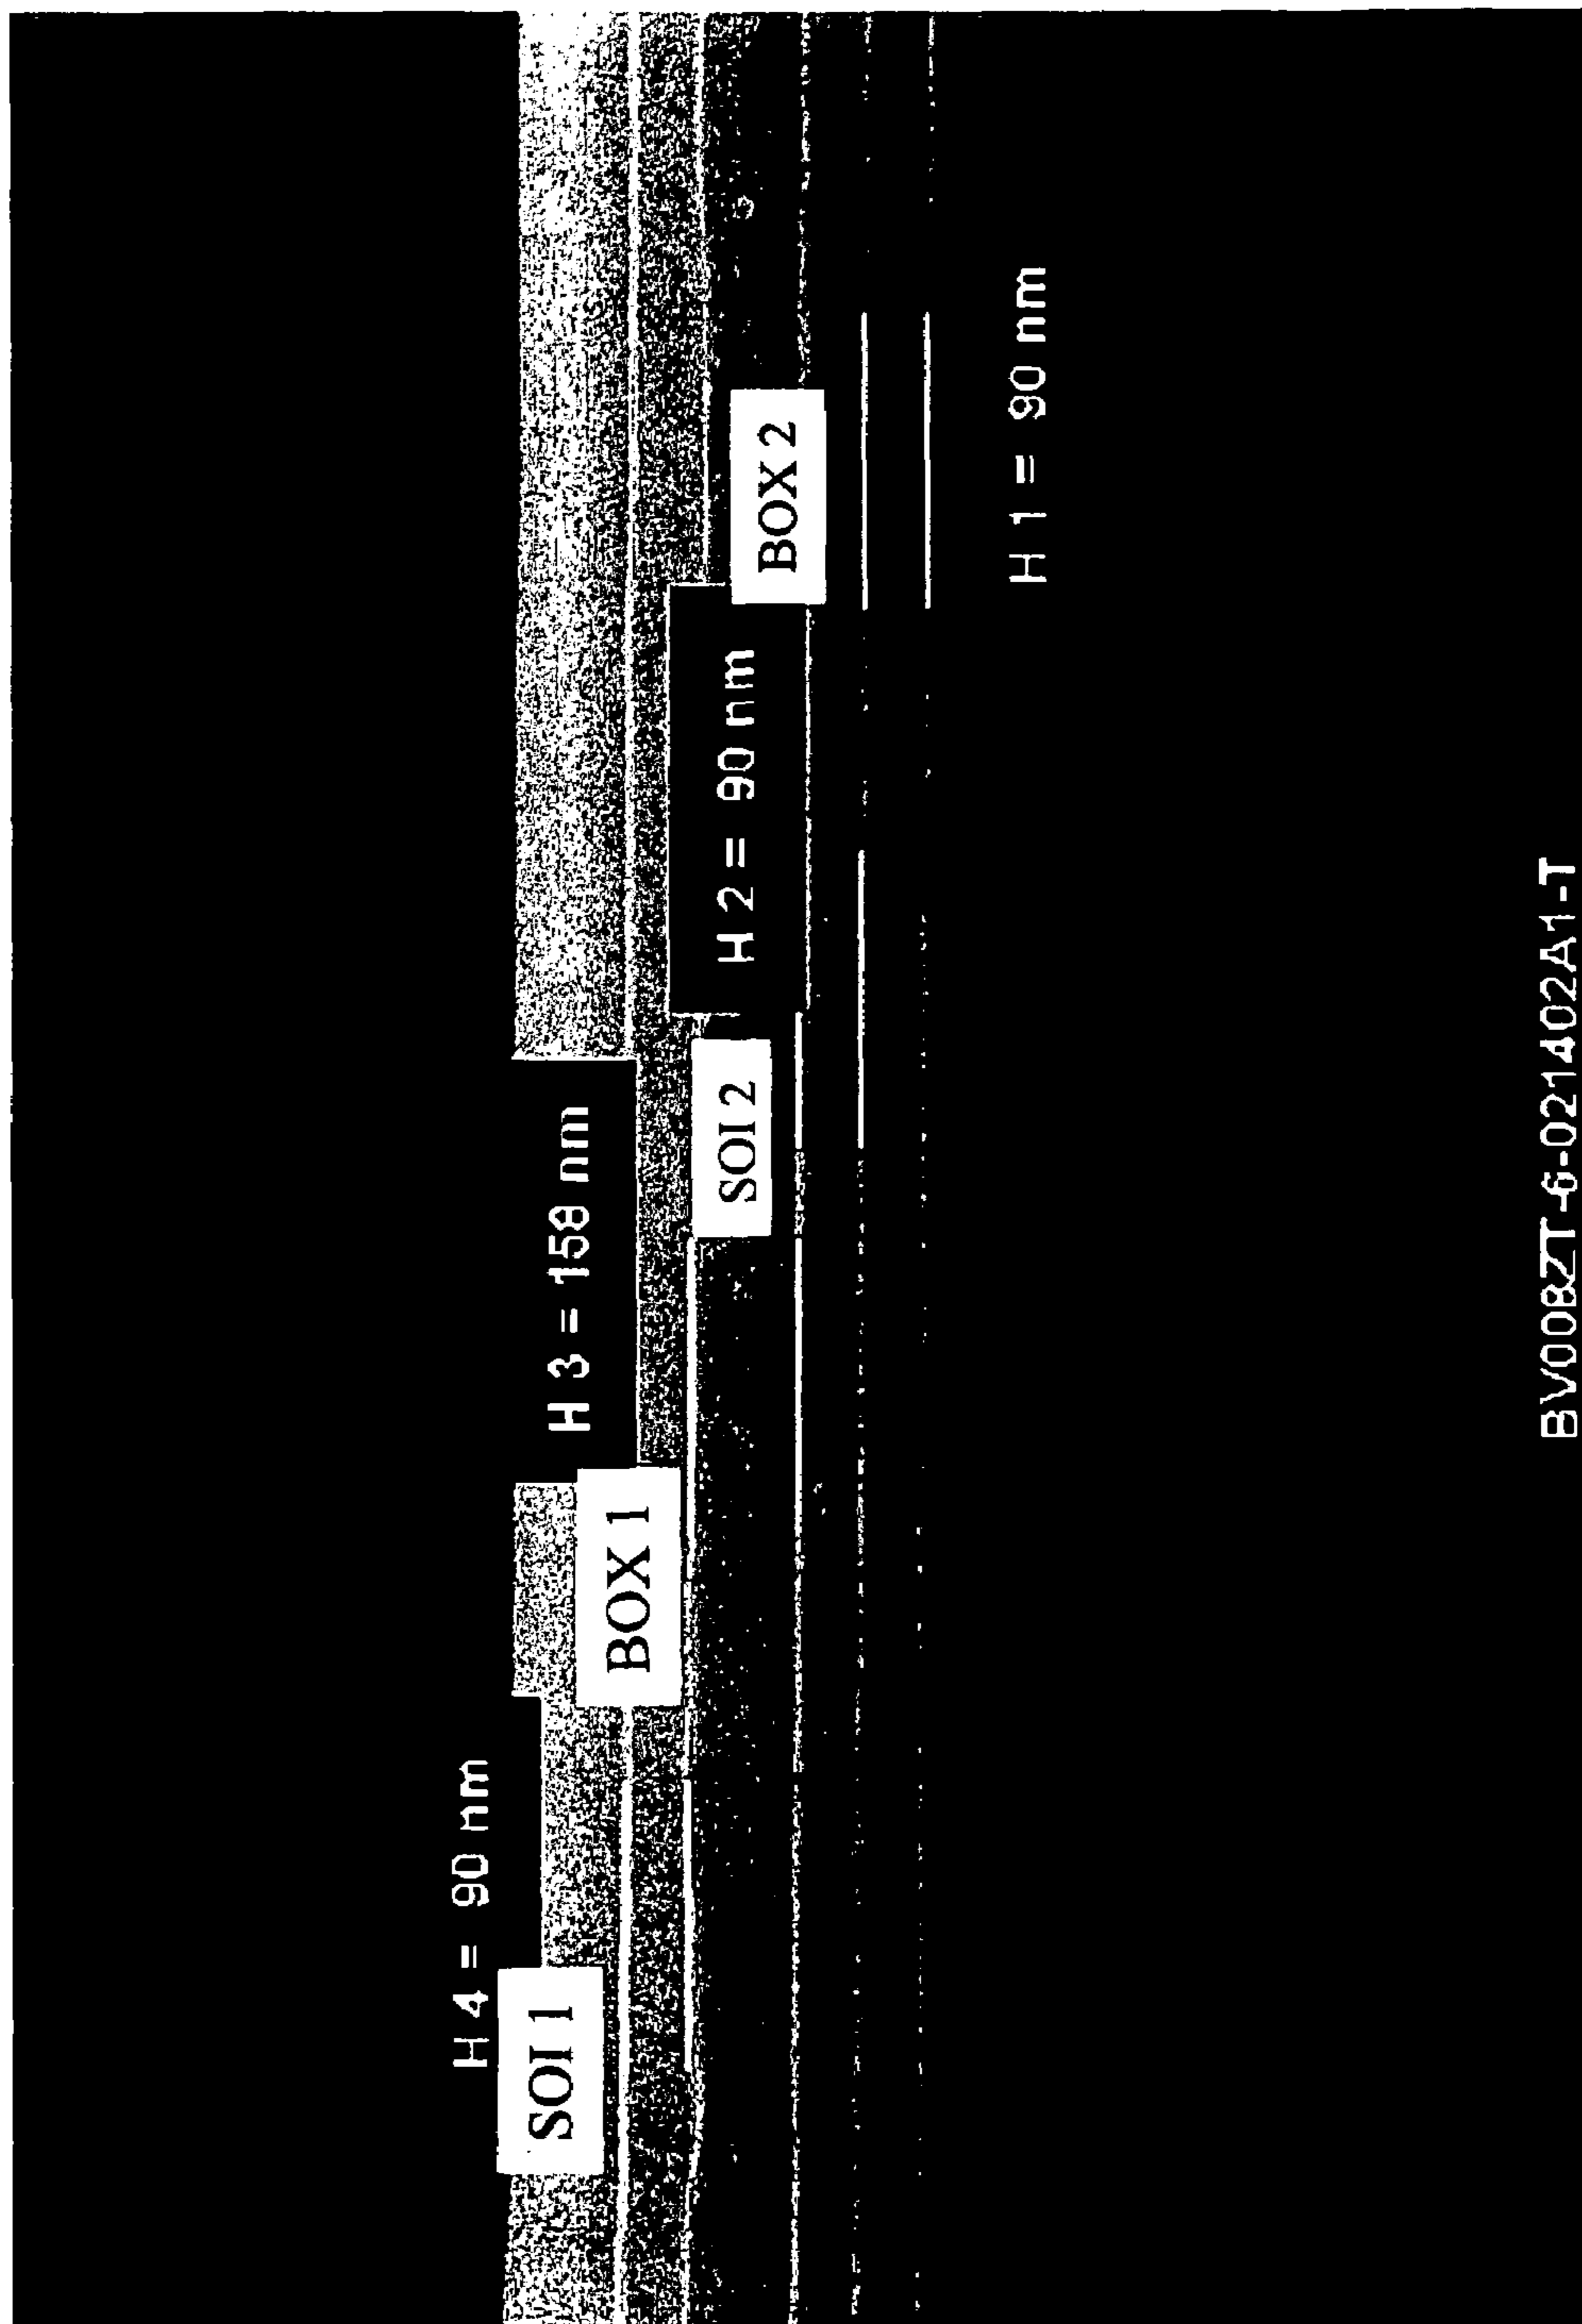 H 4 = 90 nm
SOI 1
H 3 = 158 nm
BOX 1
SOI 2
H 2 = 90 nm
BOX 2
H 1 = 90 nm
BV00BZT-6-021402A1-T